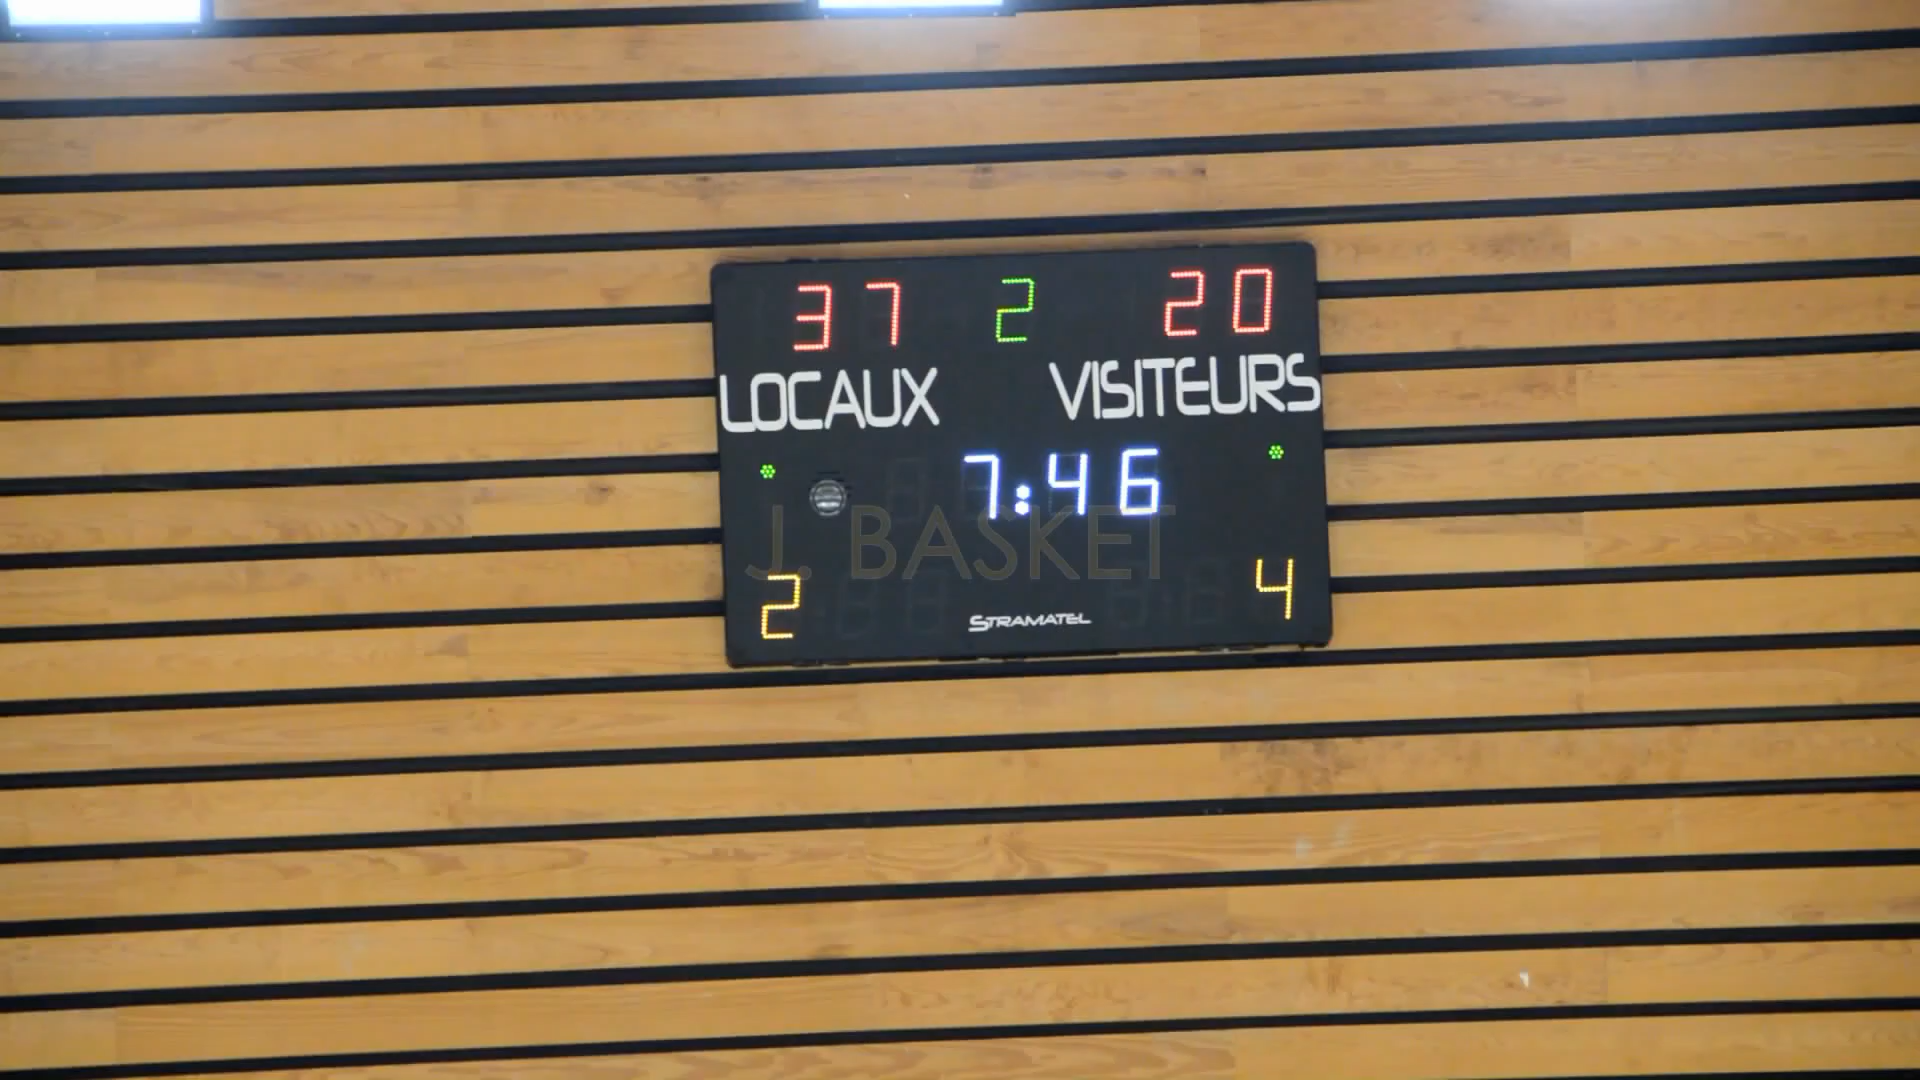 37 2 20
LOCAUX VISITEURS
7:46
J. BASKET
2 4
STRAMATEL